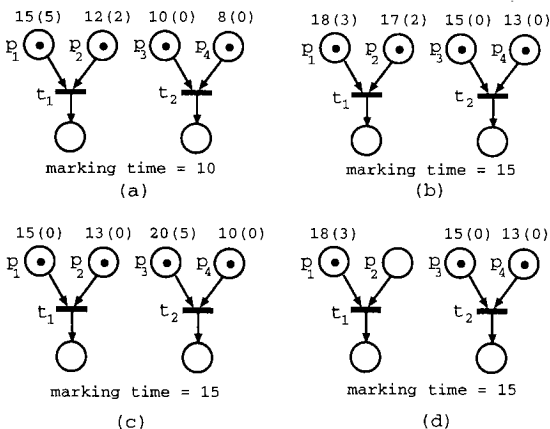 15(5) 12(2) 10(0) 8(0)
p1 p2 p3 p4
t1 t2
marking time = 10
(a)
18(3) 17(2) 15(0) 13(0)
p1 p2 p3 p4
t1 t2
marking time = 15
(b)
15(0) 13(0) 20(5) 10(0)
p1 p2 p3 p4
t1 t2
marking time = 15
(c)
18(3) 15(0) 13(0)
p1 p2 p3 p4
t1 t2
marking time = 15
(d)